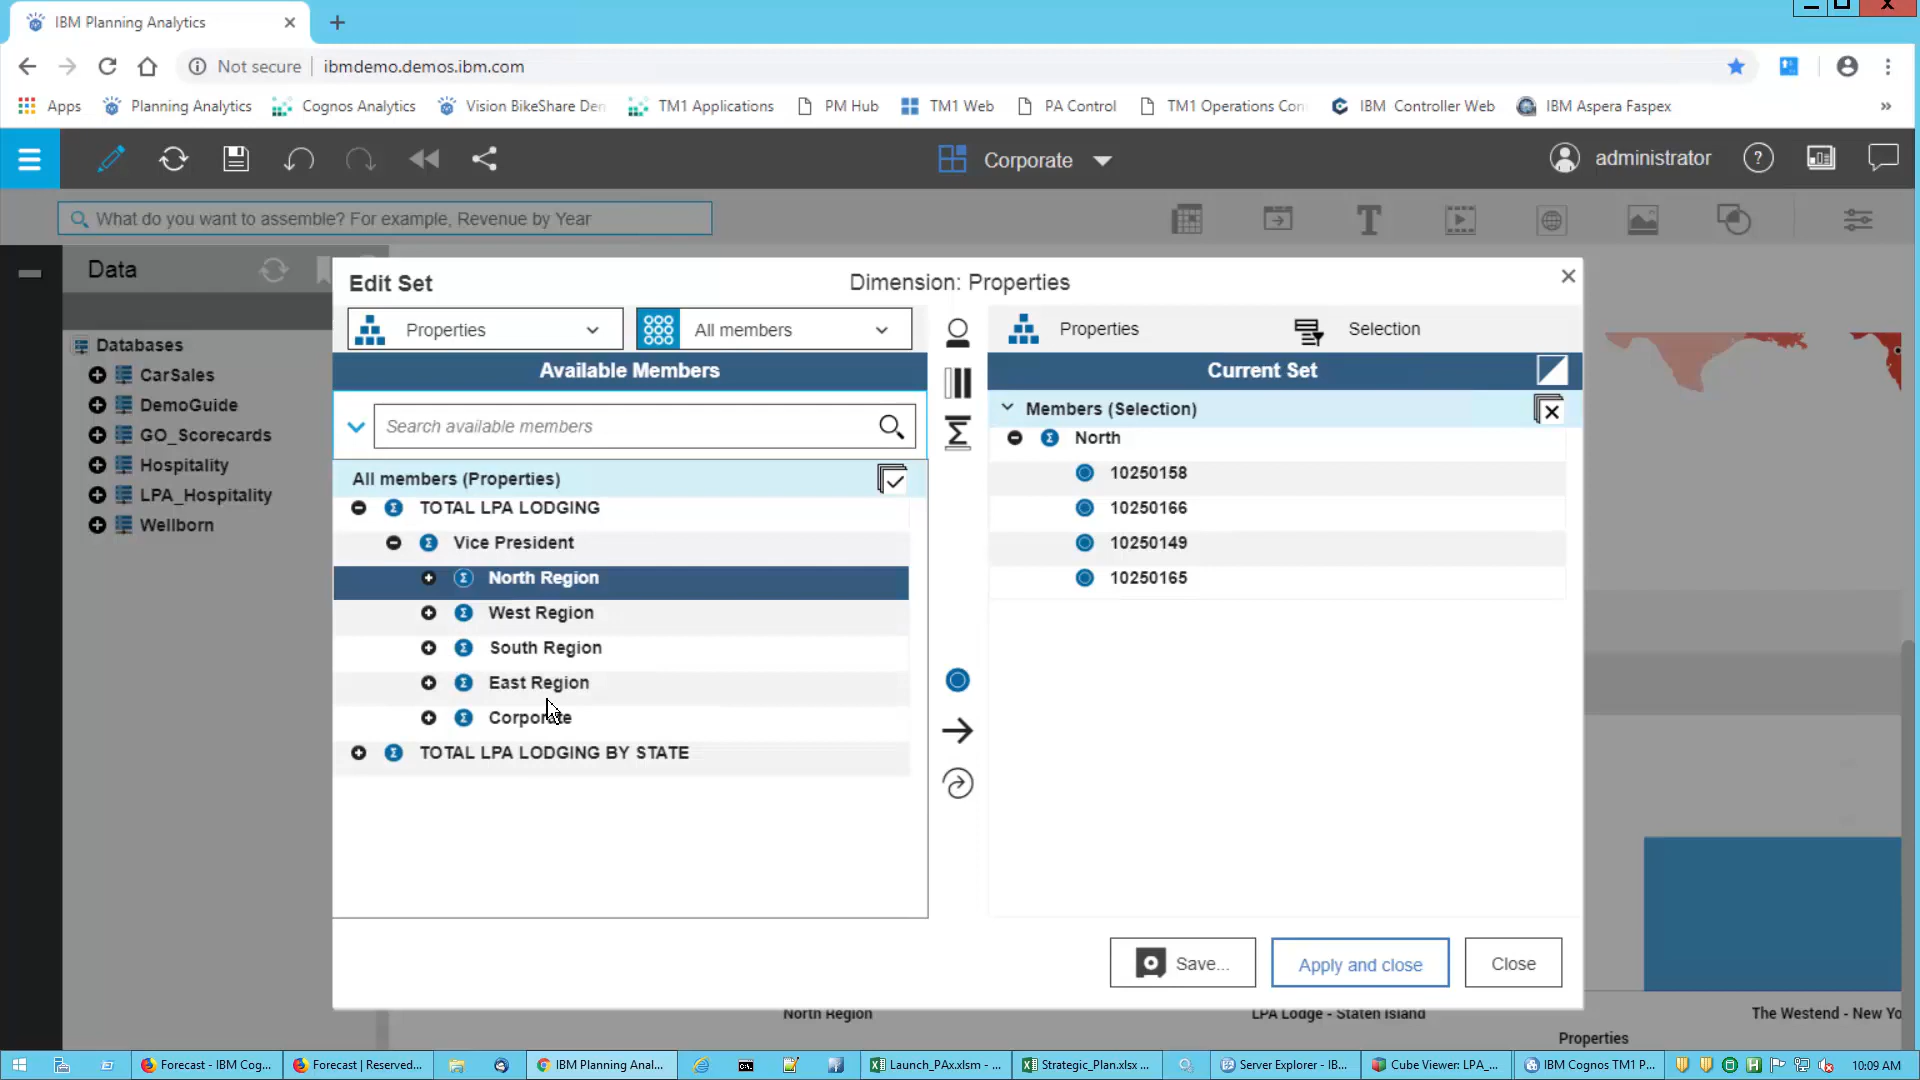 IBM Planning Analytics
Not secure
ibmdemo.demos.ibm.com
Apps
Planning Analytics
Cognos Analytics
Vision BikeShare Den
TM1 Applications
PM Hub
TM1 Web
PA Control
TM1 Operations Con
IBM Controller Web
IBM Aspera Faspex
»
Corporate
administrator
What do you want to assemble? For example, Revenue by Year
Data
Databases
CarSales
DemoGuide
GO_Scorecards
Hospitality
LPA_Hospitality
Wellborn
Edit Set
Dimension: Properties
Properties
All members
Properties
Selection
Available Members
Current Set
Search available members
Members (Selection)
All members (Properties)
TOTAL LPA LODGING
Vice President
North Region
West Region
South Region
East Region
Corporate
TOTAL LPA LODGING BY STATE
North
10250158
10250166
10250149
10250165
Save...
Apply and close
Close
North Region
LPA Lodge - Staten Island
The Westend - New Yo
Properties
Forecast - IBM Cog...
Forecast | Reserved...
IBM Planning Anal...
Launch_PAx.xlsm - ...
Strategic_Plan.xlsx ...
Server Explorer - IB...
Cube Viewer: LPA_...
IBM Cognos TM1 P...
10:09 AM